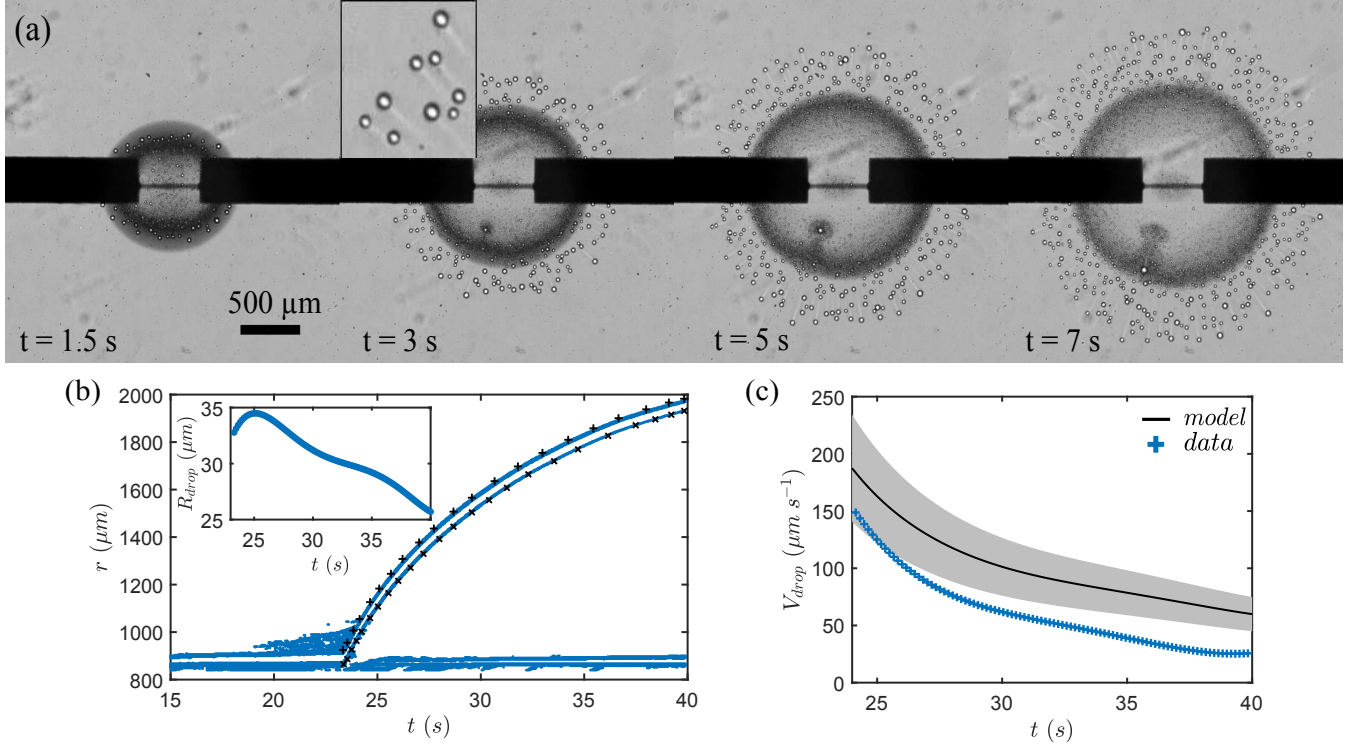 (a)
500 μm
t = 1.5 s
t = 3 s
t = 5 s
t = 7 s
(b)
2000
1800
1600
1400
1200
1000
800
r (μm)
15
20
25
30
35
40
t (s)
35
30
25
R_drop (μm)
25
30
35
t (s)
(c)
250
200
150
100
50
0
V_drop (μm s⁻¹)
25
30
35
40
t (s)
model
data